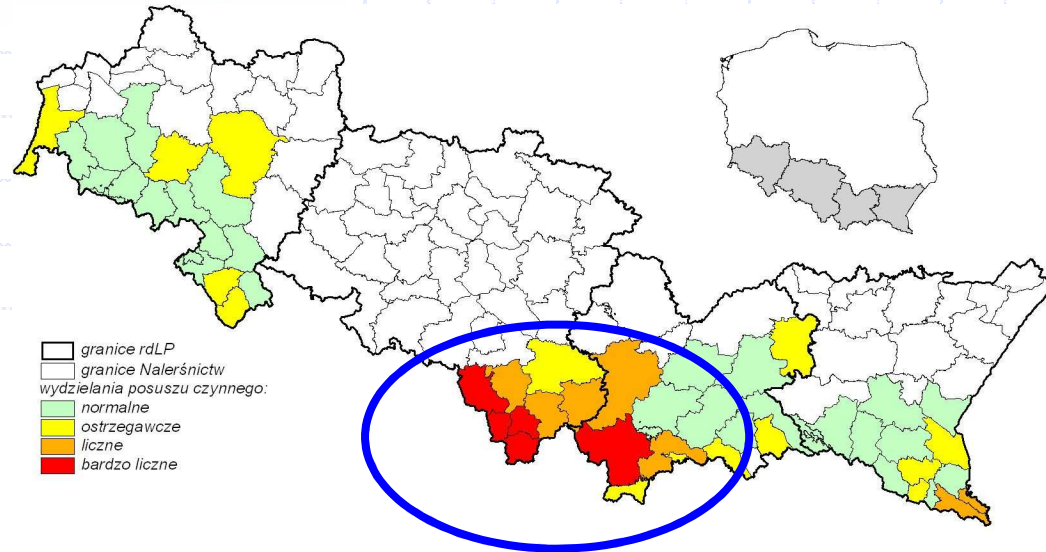 granice rdLP
granice Nalerśnictw
wydzielania posuszu czynnego:
normalne
ostrzegawcze
liczne
bardzo liczne